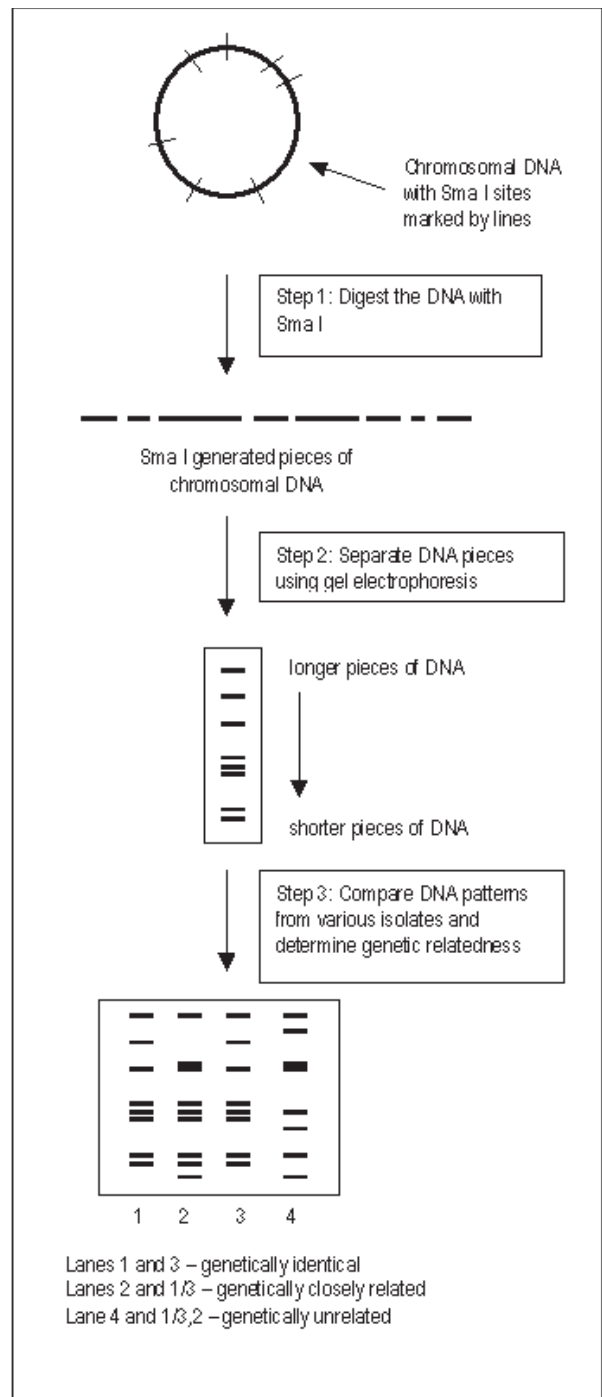 Chromosomal DNA
with Sma I sites
marked by lines
Step 1: Digest the DNA with
Sma I
Sma I generated pieces of
chromosomal DNA
Step 2: Separate DNA pieces
using gel electrophoresis
longer pieces of DNA
shorter pieces of DNA
Step 3: Compare DNA patterns
from various isolates and
determine genetic relatedness
1 2 3 4
Lanes 1 and 3 – genetically identical
Lanes 2 and 1/3 – genetically closely related
Lane 4 and 1/3,2 – genetically unrelated